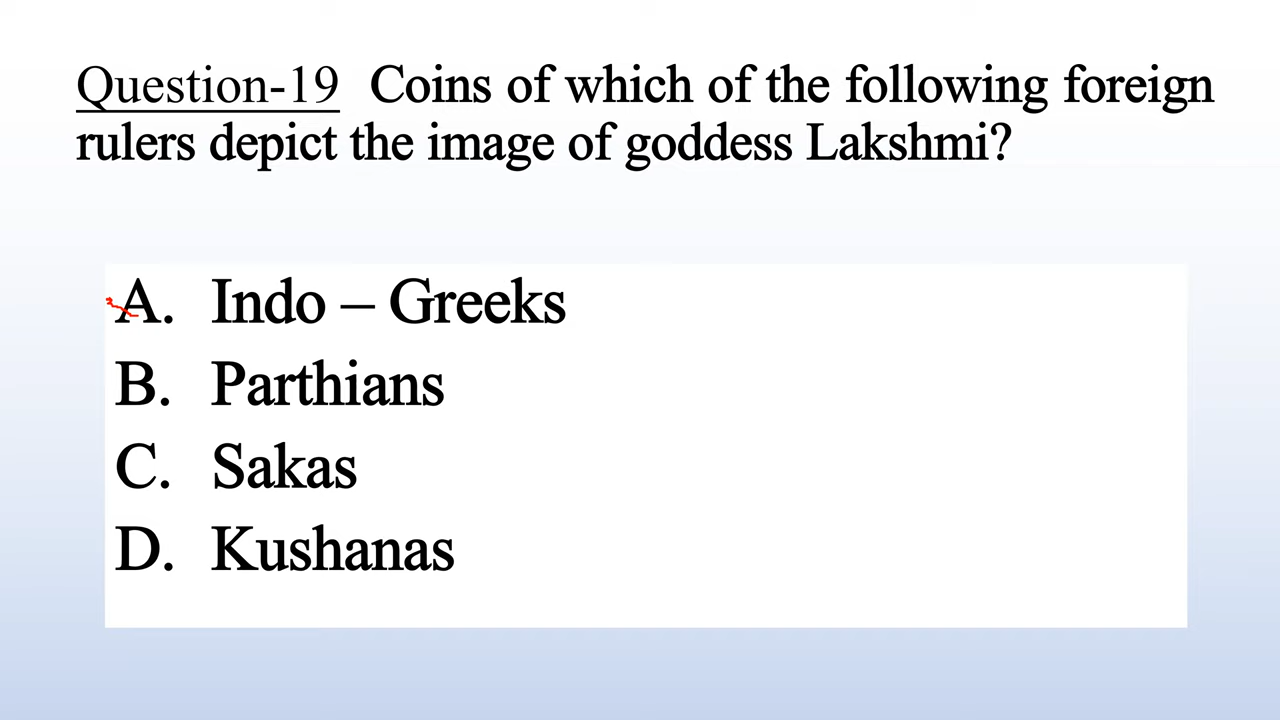 Question-19 Coins of which of the following foreign
rulers depict the image of goddess Lakshmi?
A. Indo – Greeks
B. Parthians
C. Sakas
D. Kushanas